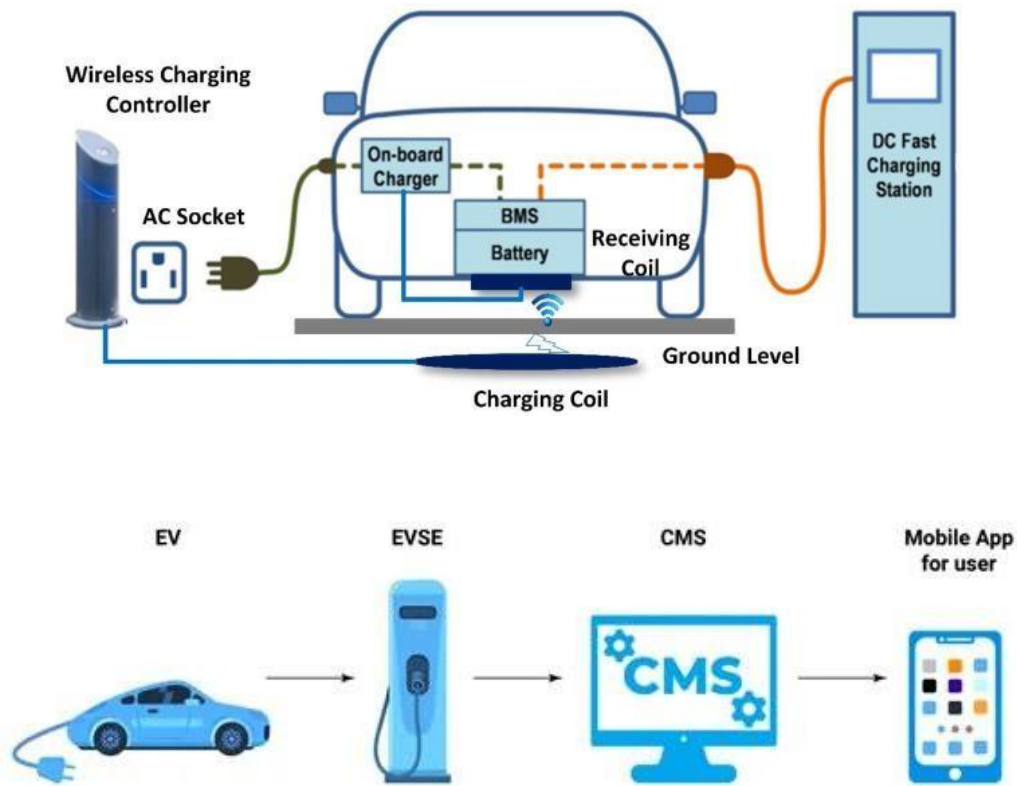 Wireless Charging
Controller
AC Socket
On-board
Charger
BMS
Battery
Receiving
Coil
DC Fast
Charging
Station
Ground Level
Charging Coil
EV
EVSE
CMS
Mobile App
for user
CMS